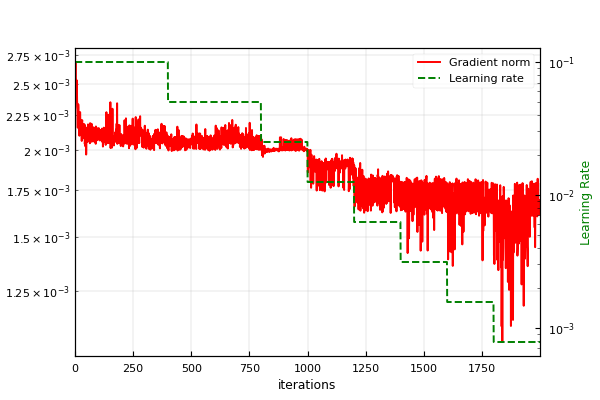 2.75 × 10⁻³
2.5 × 10⁻³
2.25 × 10⁻³
2 × 10⁻³
1.75 × 10⁻³
1.5 × 10⁻³
1.25 × 10⁻³
Gradient norm
Learning rate
10⁻¹
10⁻²
10⁻³
Learning Rate
0 250 500 750 1000 1250 1500 1750
iterations